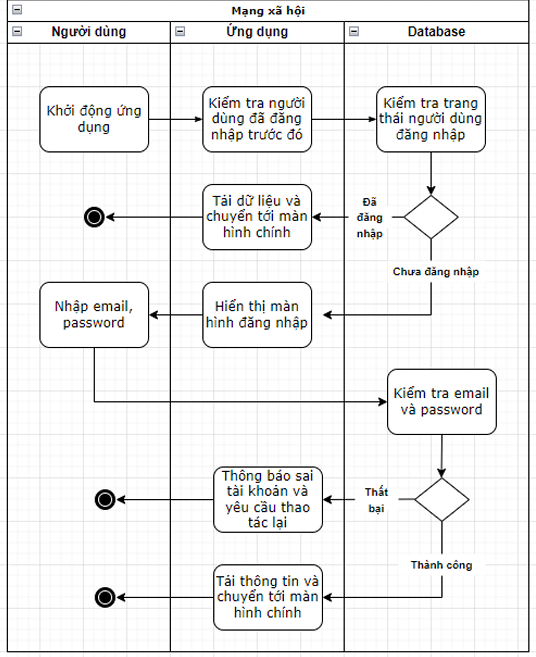 Mạng xã hội
Người dùng
Ứng dụng
Database
Khởi động ứng
dụng
Kiểm tra người
dùng đã đăng
nhập trước đó
Kiểm tra trang
thái người dùng
đăng nhập
Tải dữ liệu và
chuyển tới màn
hình chính
Đã
đăng
nhập
Chưa đăng nhập
Nhập email,
password
Hiển thị màn
hình đăng nhập
Kiểm tra email
và password
Thông báo sai
tài khoản và
yêu cầu thao
tác lại
Thất
bại
Thành công
Tải thông tin và
chuyển tới màn
hình chính